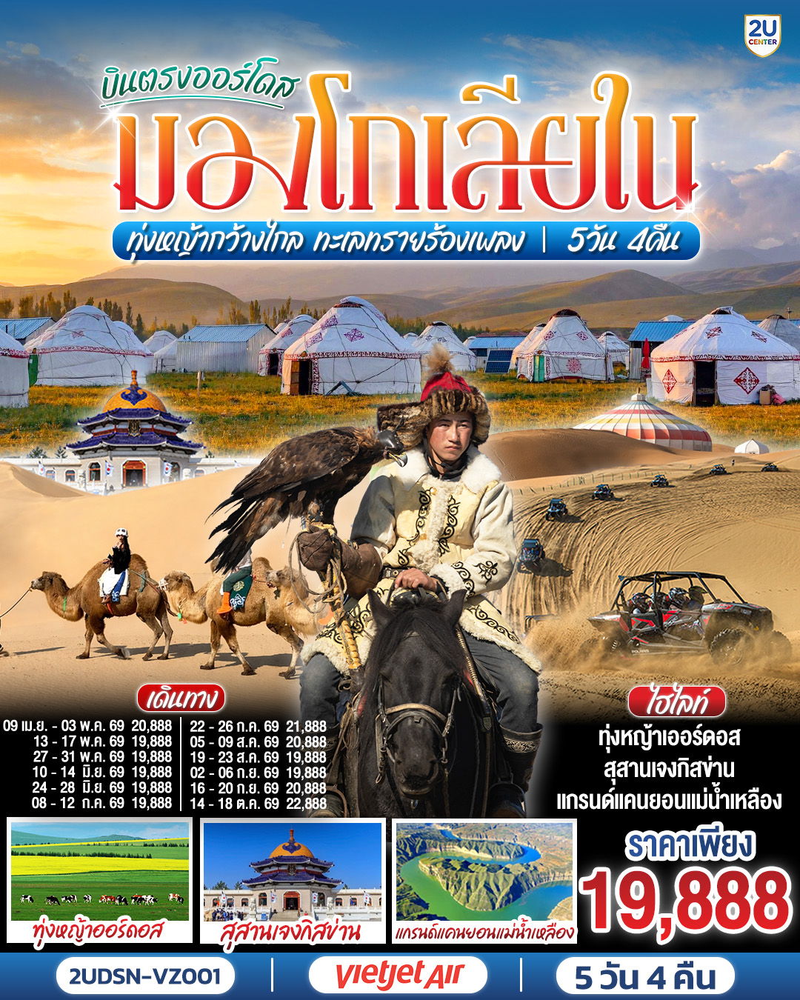 2U
CENTER
บินตรงออร์โดส
มองโกเลียใน
ทุ่งหญ้ากว้างไกล ทะเลทรายร้องเพลง | 5วัน 4คืน
เดินทาง
09 เม.ย. - 03 พ.ค. 69 20,888
13 - 17 พ.ค. 69 19,888
27 - 31 พ.ค. 69 19,888
10 - 14 มิ.ย. 69 19,888
24 - 28 มิ.ย. 69 19,888
08 - 12 ก.ค. 69 19,888
22 - 26 ก.ค. 69 21,888
05 - 09 ส.ค. 69 20,888
19 - 23 ส.ค. 69 19,888
02 - 06 ก.ย. 69 19,888
16 - 20 ก.ย. 69 20,888
14 - 18 ต.ค. 69 22,888
ไฮไลท์
ทุ่งหญ้าเออร์ดอส
สุสานเจงกิสข่าน
แกรนด์แคนยอนแม่น้ำเหลือง
ทุ่งหญ้าออร์ดอส
สุสานเจงกิสข่าน
แกรนด์แคนยอนแม่น้ำเหลือง
ราคาเพียง
19,888
2UDSN-VZ001
vietjet Air
5 วัน 4 คืน